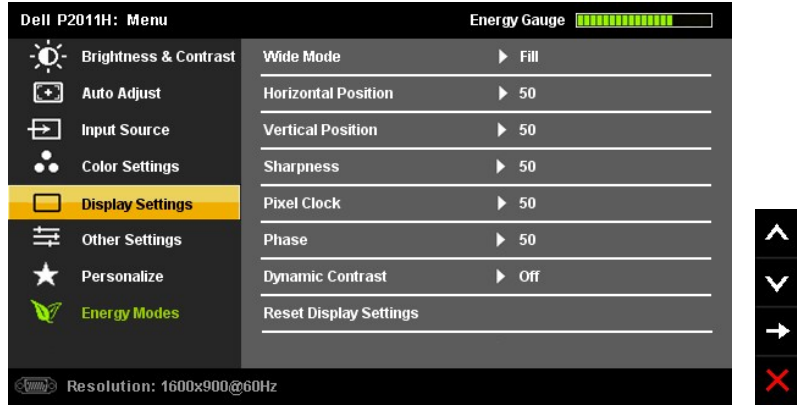 Dell P2011H: Menu Energy Gauge
Brightness & Contrast Wide Mode Fill
Auto Adjust Horizontal Position 50
Input Source Vertical Position 50
Color Settings Sharpness 50
Display Settings Pixel Clock 50
Other Settings Phase 50
Personalize Dynamic Contrast Off
Energy Modes Reset Display Settings
Resolution: 1600x900@60Hz